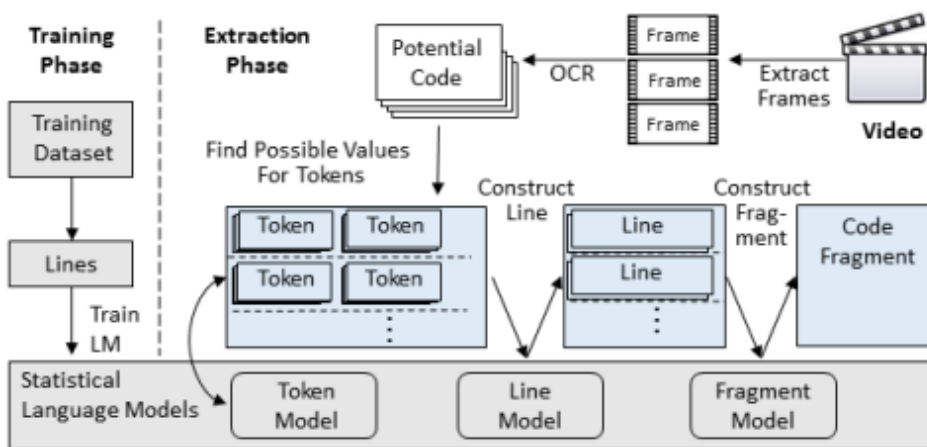 Training
Phase
Extraction
Phase
Potential
Code
OCR
Frame
Frame
Frame
Extract
Frames
Video
Training
Dataset
Find Possible Values
For Tokens
Construct
Line
Construct
Frag-
ment
Token
Token
Token
Token
Line
Line
Code
Fragment
Lines
Train
LM
Statistical
Language Models
Token
Model
Line
Model
Fragment
Model